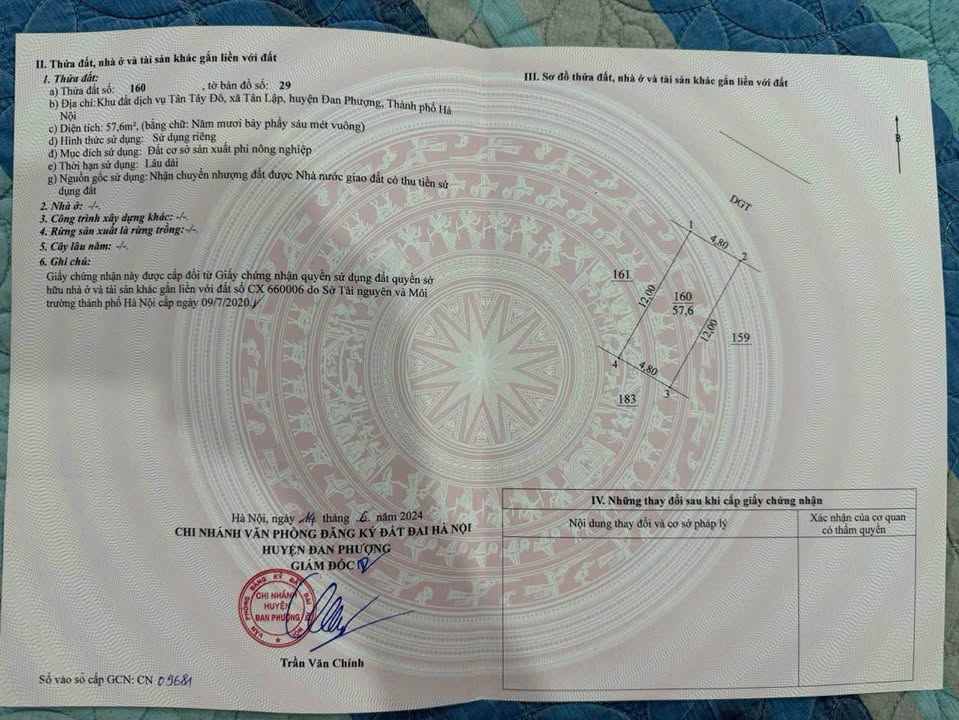 II. Thửa đất, nhà ở và tài sản khác gắn liền với đất
1. Thửa đất:
a) Thửa đất số: 160 , tờ bản đồ số: 29
b) Địa chỉ:Khu đất dịch vụ Tân Tây Đô, xã Tân Lập, huyện Đan Phượng, Thành phố Hà
Nội
c) Diện tích: 57,6m², (bằng chữ: Năm mươi bảy phẩy sáu mét vuông)
d) Hình thức sử dụng: Sử dụng riêng
đ) Mục đích sử dụng: Đất cơ sở sản xuất phi nông nghiệp
e) Thời hạn sử dụng: Lâu dài
g) Nguồn gốc sử dụng:Nhận chuyển nhượng đất được Nhà nước giao đất có thu tiền sử
dụng đất
2. Nhà ở: -/-.
3. Công trình xây dựng khác: -/-.
4. Rừng sản xuất là rừng trồng:-/-.
5. Cây lâu năm: -/-.
6. Ghi chú:
Giấy chứng nhận này được cấp đổi từ Giấy chứng nhận quyền sử dụng đất quyền sở
hữu nhà ở và tài sản khác gắn liền với đất số CX 660006 do Sở Tài nguyên và Môi
trường thành phố Hà Nội cấp ngày 09/7/2020.
Hà Nội, ngày 14 tháng 6 năm 2024
CHI NHÁNH VĂN PHÒNG ĐĂNG KÝ ĐẤT ĐAI HÀ NỘI
HUYỆN ĐAN PHƯỢNG
GIÁM ĐỐC
VĂN PHÒNG ĐĂNG KÝ ĐẤT ĐAI HÀ NỘI
CHI NHÁNH
HUYỆN
ĐAN PHƯỢNG
Trần Văn Chính
Số vào sổ cấp GCN: CN 09681
III. Sơ đồ thửa đất, nhà ở và tài sản khác gắn liền với đất
B
DGT
1
4,80
2
161
12,00
160
57,6
12,00
159
4
4,80
3
183
IV. Những thay đổi sau khi cấp giấy chứng nhận
Nội dung thay đổi và cơ sở pháp lý
Xác nhận của cơ quan
có thẩm quyền